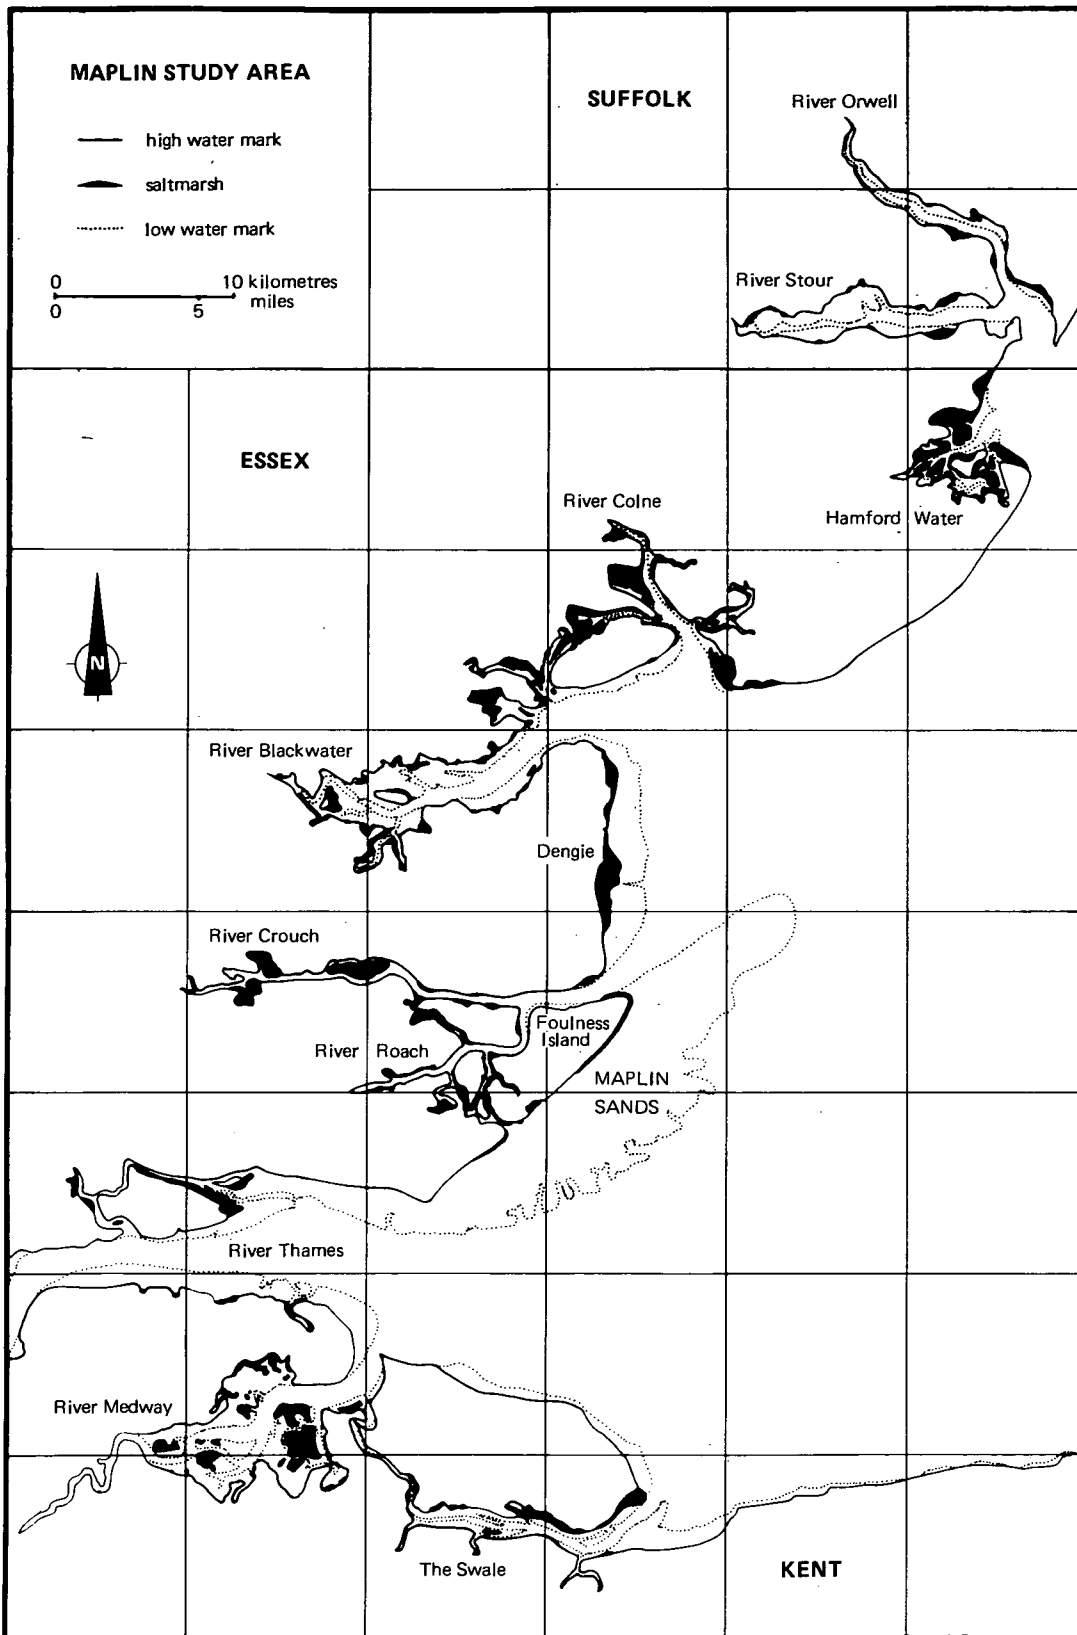 MAPLIN STUDY AREA
high water mark
saltmarsh
low water mark
0 10 kilometres
miles
0 5
SUFFOLK
River Orwell
River Stour
ESSEX
River Colne
Hamford Water
N
River Blackwater
Dengie
River Crouch
Foulness
Island
River Roach
MAPLIN
SANDS
River Thames
River Medway
The Swale
KENT